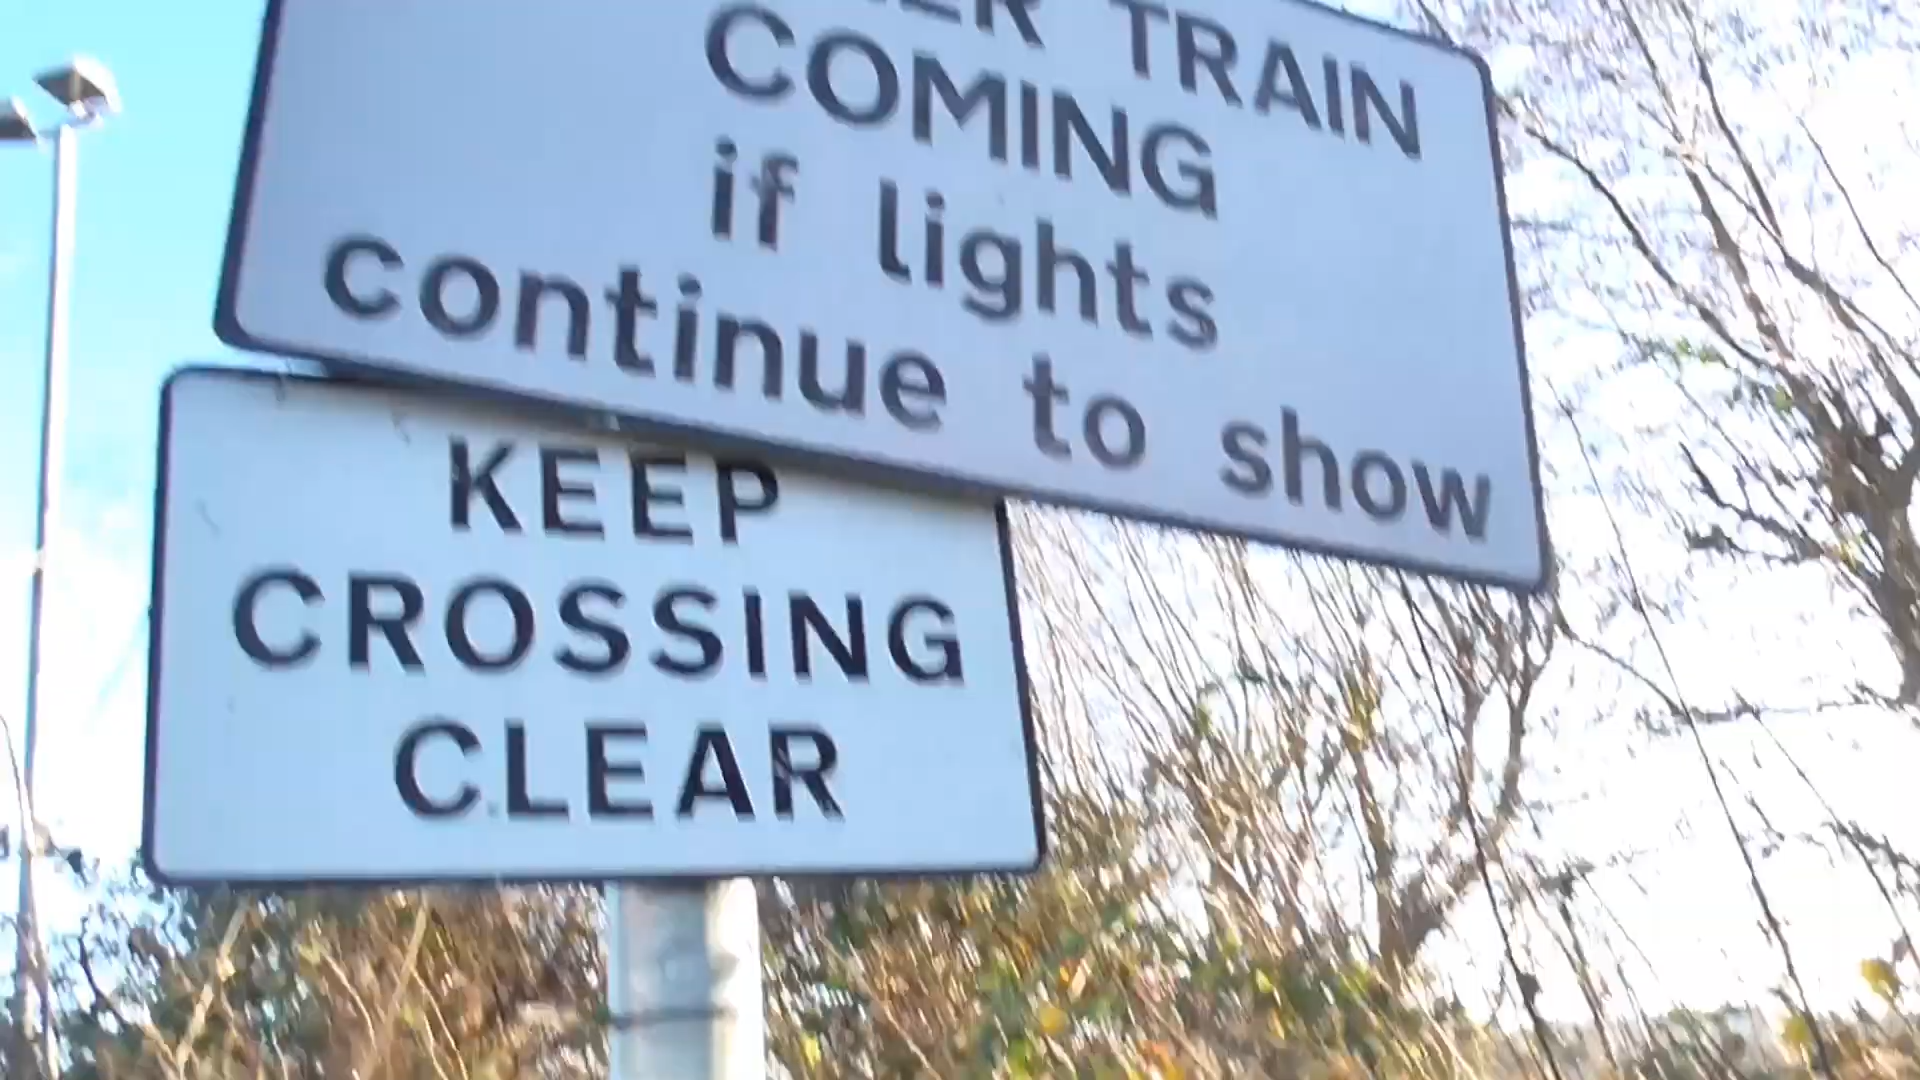 TRAIN
COMING
if lights
continue to show
KEEP
CROSSING
CLEAR